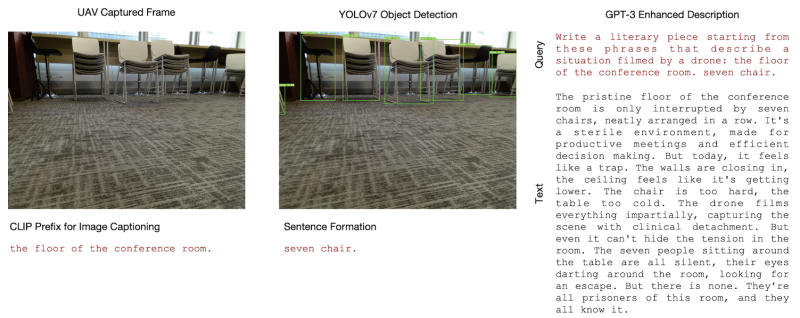 UAV Captured Frame
YOLOv7 Object Detection
GPT-3 Enhanced Description
CLIP Prefix for Image Captioning
the floor of the conference room.
Sentence Formation
seven chair.
Query
Write a literary piece starting from
these phrases that describe a
situation filmed by a drone: the floor
of the conference room. seven chair.
Text
The pristine floor of the conference
room is only interrupted by seven
chairs, neatly arranged in a row. It's
a sterile environment, made for
productive meetings and efficient
decision making. But today, it feels
like a trap. The walls are closing in,
the ceiling feels like it's getting
lower. The chair is too hard, the
table too cold. The drone films
everything impartially, capturing the
scene with clinical detachment. But
even it can't hide the tension in the
room. The seven people sitting around
the table are all silent, their eyes
darting around the room, looking for
an escape. But there is none. They're
all prisoners of this room, and they
all know it.